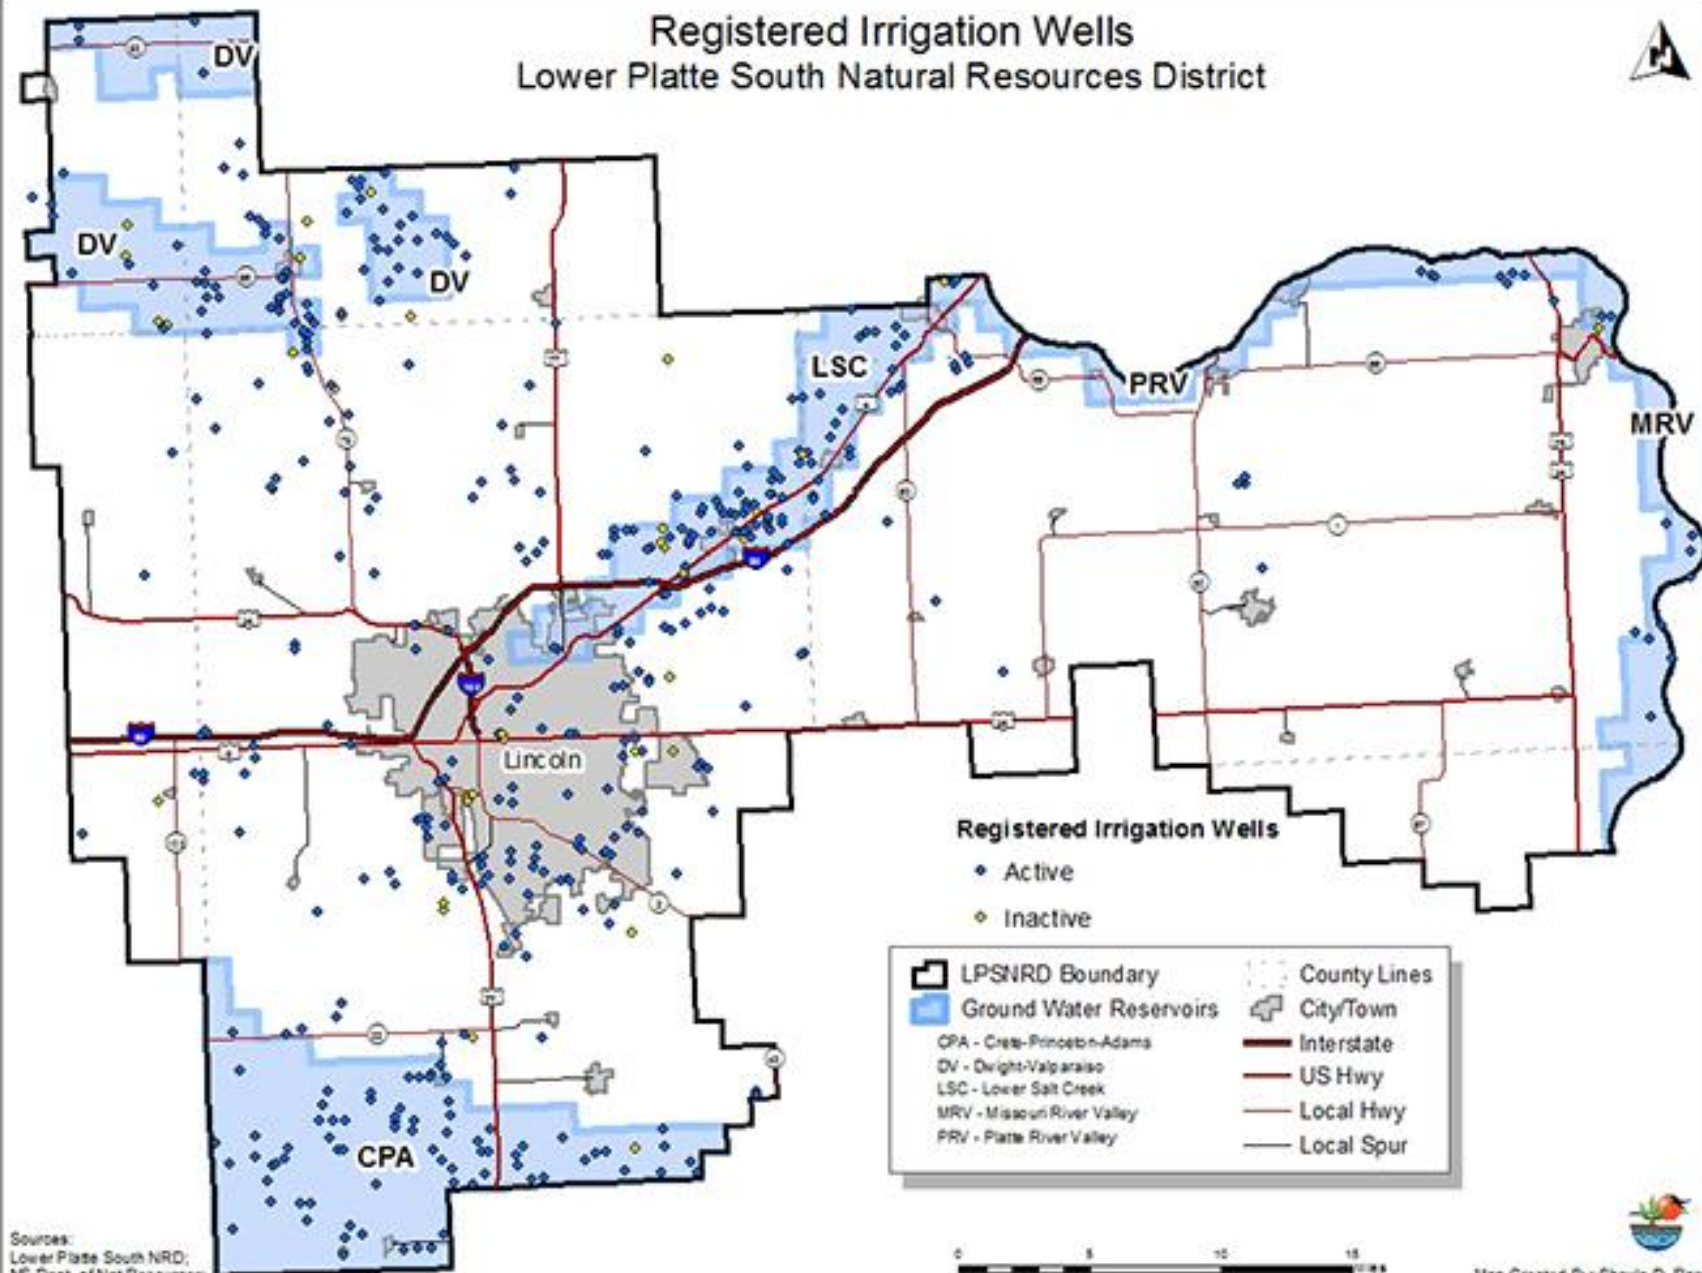 Registered Irrigation Wells
Lower Platte South Natural Resources District
DV
DV
DV
LSC
PRV
MRV
Lincoln
CPA
Registered Irrigation Wells
Active
Inactive
LPSNRD Boundary
Ground Water Reservoirs
CPA - Crete-Princeton-Adams
DV - Dwight-Valparaiso
LSC - Lower Salt Creek
MRV - Missouri River Valley
PRV - Platte River Valley
County Lines
City/Town
Interstate
US Hwy
Local Hwy
Local Spur
Sources:
Lower Platte South NRD;
0 5 10 15
Map Created By: